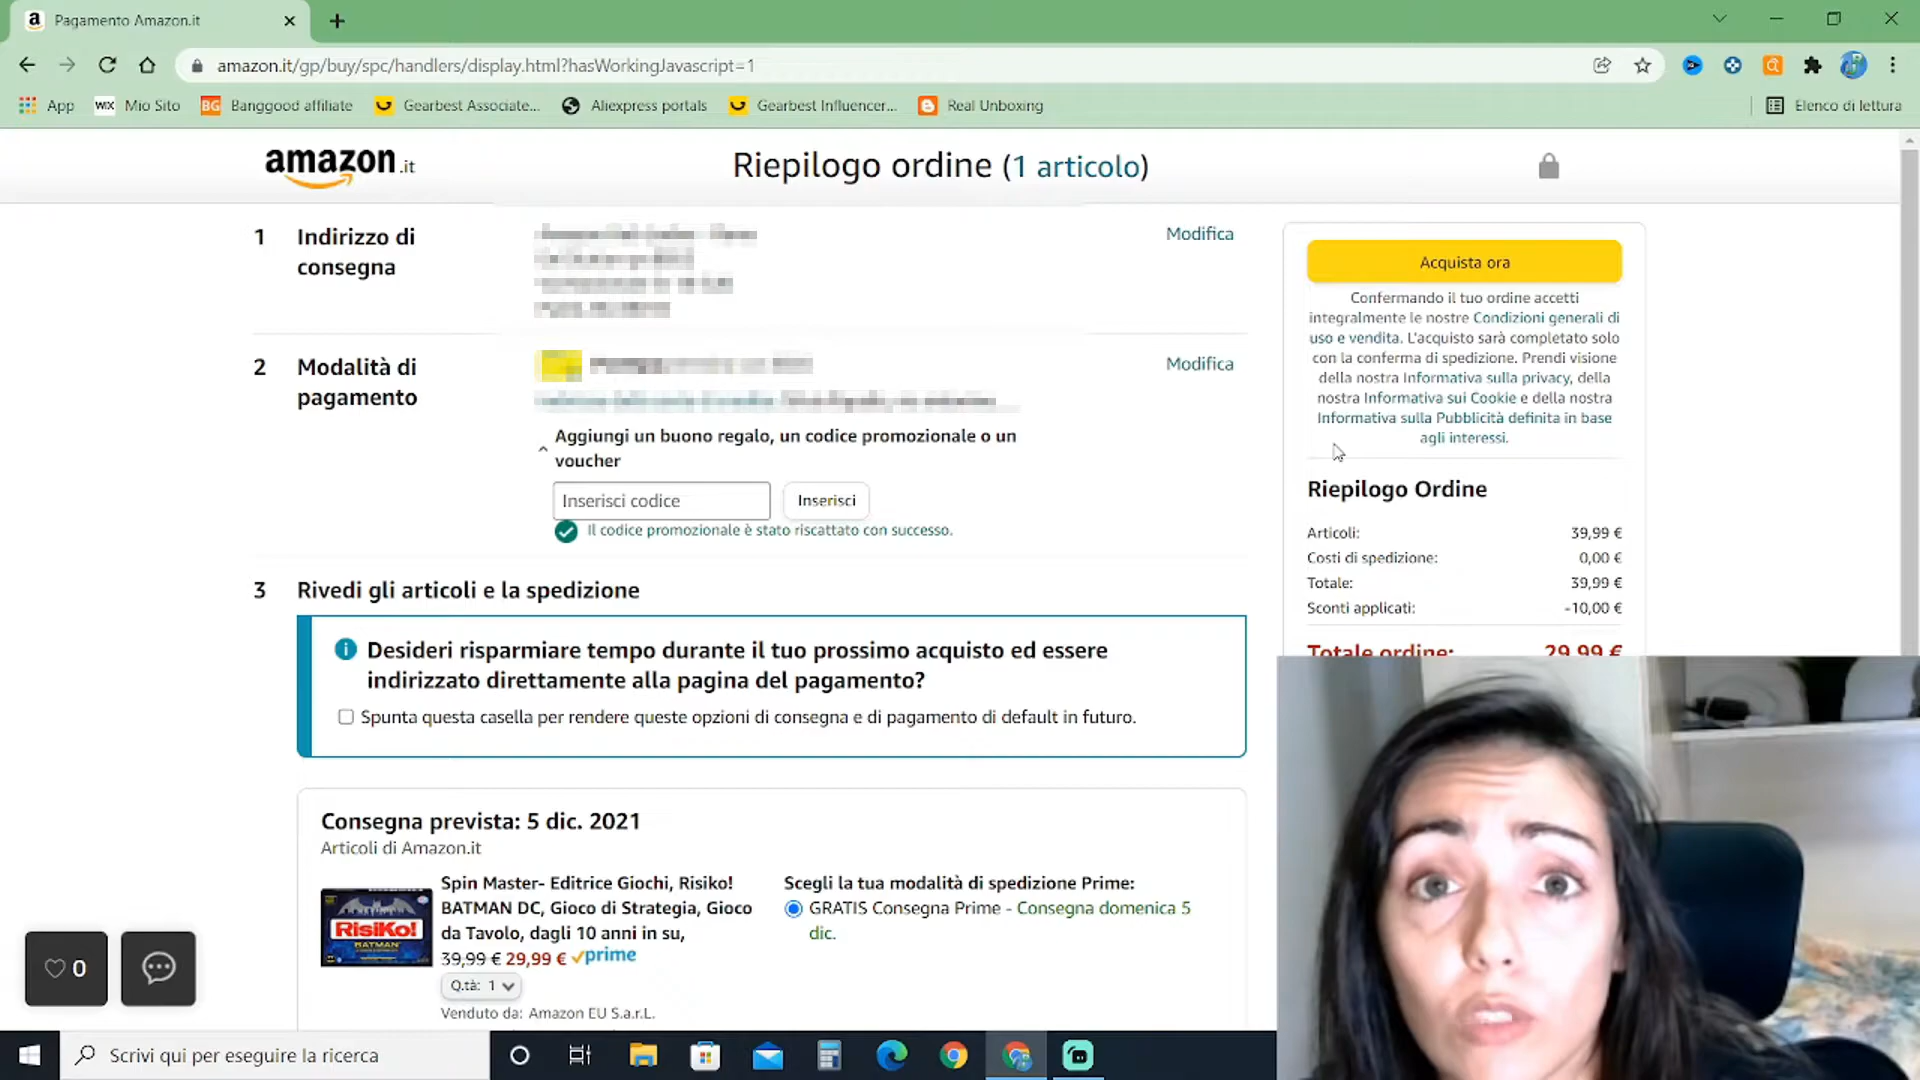 Pagamento Amazon.it
amazon.it/gp/buy/spc/handlers/display.html?hasWorkingJavascript=1
App
WiX Mio Sito
BG Banggood affiliate
Gearbest Associate...
Aliexpress portals
Gearbest Influencer...
Real Unboxing
Elenco di lettura
amazon.it
Riepilogo ordine (1 articolo)
1 Indirizzo di
consegna
Modifica
2 Modalità di
pagamento
Modifica
Aggiungi un buono regalo, un codice promozionale o un
voucher
Inserisci codice
Inserisci
Il codice promozionale è stato riscattato con successo.
3 Rivedi gli articoli e la spedizione
Desideri risparmiare tempo durante il tuo prossimo acquisto ed essere
indirizzato direttamente alla pagina del pagamento?
Spunta questa casella per rendere queste opzioni di consegna e di pagamento di default in futuro.
Consegna prevista: 5 dic. 2021
Articoli di Amazon.it
RisiKo!
BATMAN
Spin Master- Editrice Giochi, Risiko!
BATMAN DC, Gioco di Strategia, Gioco
da Tavolo, dagli 10 anni in su,
39,99 € 29,99 € prime
Q.tà: 1
Venduto da: Amazon EU S.a.r.L.
Scegli la tua modalità di spedizione Prime:
GRATIS Consegna Prime - Consegna domenica 5
dic.
Acquista ora
Confermando il tuo ordine accetti
integralmente le nostre Condizioni generali di
uso e vendita. L'acquisto sarà completato solo
con la conferma di spedizione. Prendi visione
della nostra Informativa sulla privacy, della
nostra Informativa sui Cookie e della nostra
Informativa sulla Pubblicità definita in base
agli interessi.
Riepilogo Ordine
Articoli: 39,99 €
Costi di spedizione: 0,00 €
Totale: 39,99 €
Sconti applicati: -10,00 €
Totale ordine: 29,99 €
0
Scrivi qui per eseguire la ricerca